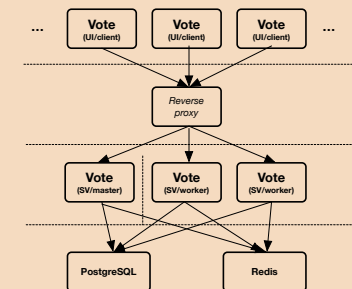 ... Vote Vote Vote ...
(UI/client) (UI/client) (UI/client)
Reverse
proxy
Vote Vote Vote
(SV/master) (SV/worker) (SV/worker)
PostgreSQL Redis